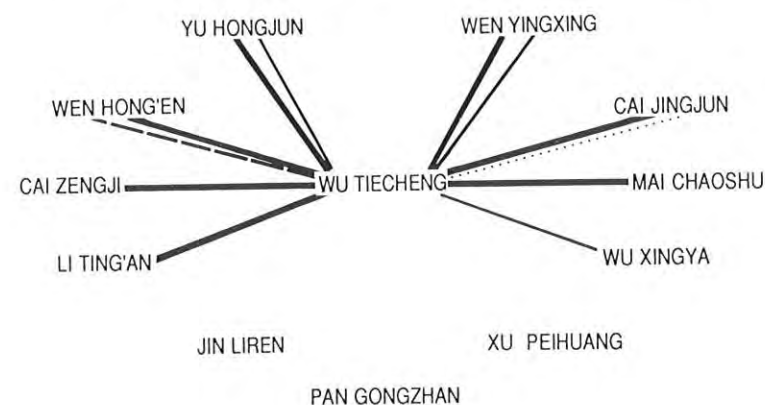 YU HONGJUN
WEN YINGXING
WEN HONG'EN
CAI JINGJUN
CAI ZENGJI
WU TIECHENG
MAI CHAOSHU
LI TING'AN
WU XINGYA
JIN LIREN
XU PEIHUANG
PAN GONGZHAN